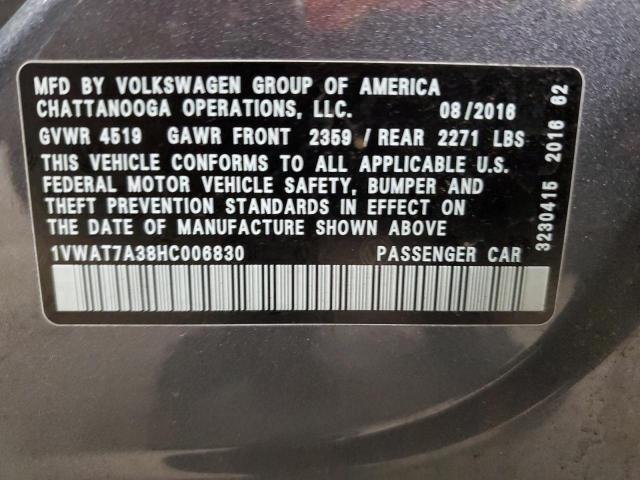 MFD BY VOLKSWAGEN GROUP OF AMERICA
CHATTANOOGA OPERATIONS, LLC. 08/2016
GVWR 4519 GAWR FRONT 2359 / REAR 2271 LBS
THIS VEHICLE CONFORMS TO ALL APPLICABLE U.S.
FEDERAL MOTOR VEHICLE SAFETY, BUMPER AND
THEFT PREVENTION STANDARDS IN EFFECT ON
THE DATE OF MANUFACTURE SHOWN ABOVE
1VWAT7A38HC006830 PASSENGER CAR
3230415 2016 62